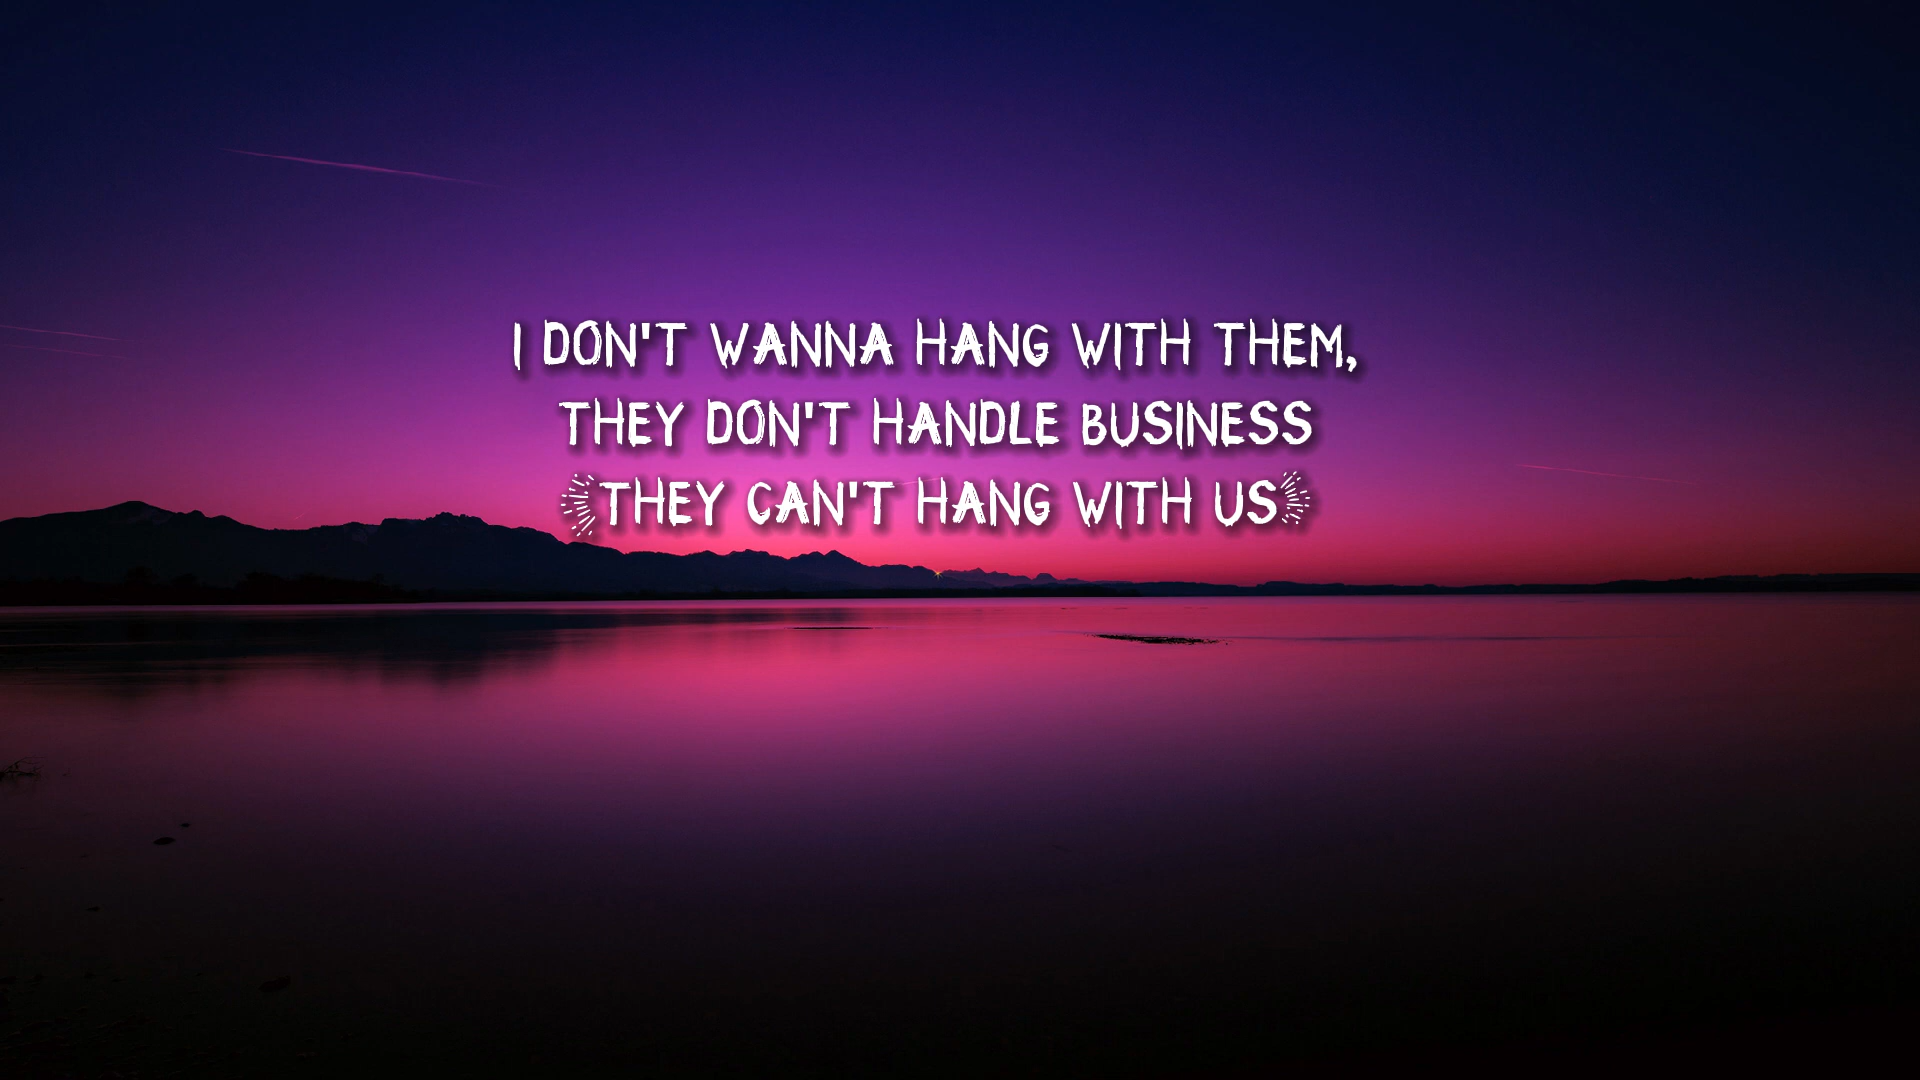 I DON'T WANNA HANG WITH THEM,
THEY DON'T HANDLE BUSINESS
THEY CAN'T HANG WITH US